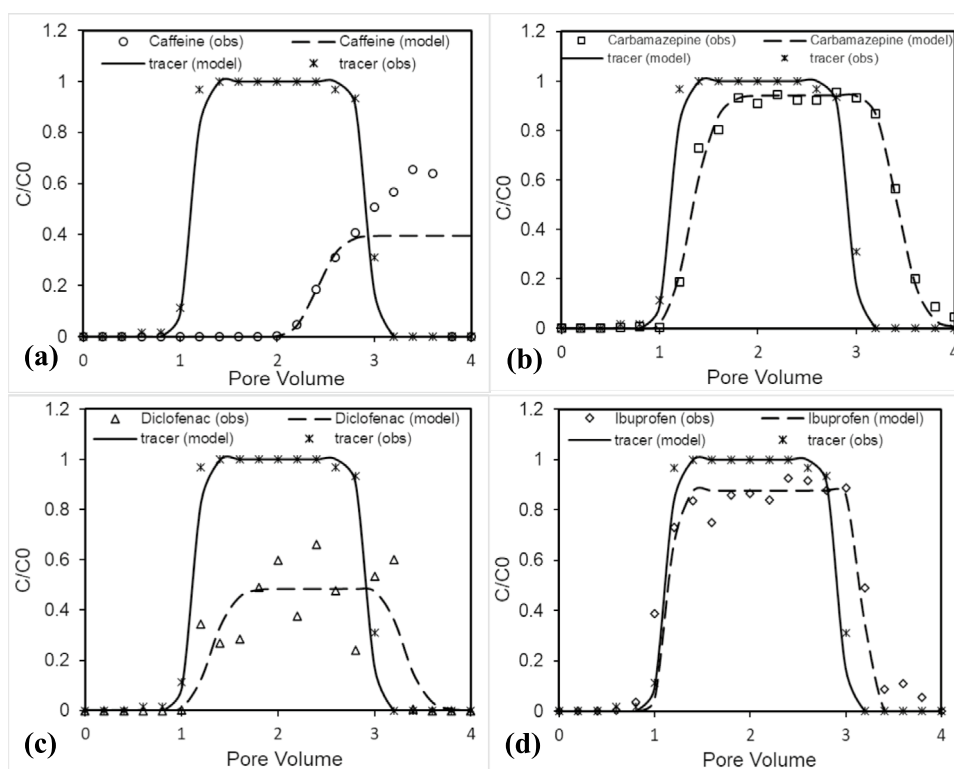 1.2
Caffeine (obs) Caffeine (model)
tracer (model) tracer (obs)
1
0.8
0.6
0.4
0.2
0
C/C0
0 1 2 3 4
Pore Volume
(a)
1.2
Carbamazepine (obs) Carbamazepine (model)
tracer (model) tracer (obs)
1
0.8
0.6
0.4
0.2
0
C/C0
0 1 2 3 4
Pore Volume
(b)
1.2
Diclofenac (obs) Diclofenac (model)
tracer (model) tracer (obs)
1
0.8
0.6
0.4
0.2
0
C/C0
0 1 2 3 4
Pore Volume
(c)
1.2
Ibuprofen (obs) Ibuprofen (model)
tracer (model) tracer (obs)
1
0.8
0.6
0.4
0.2
0
C/C0
0 1 2 3 4
Pore Volume
(d)